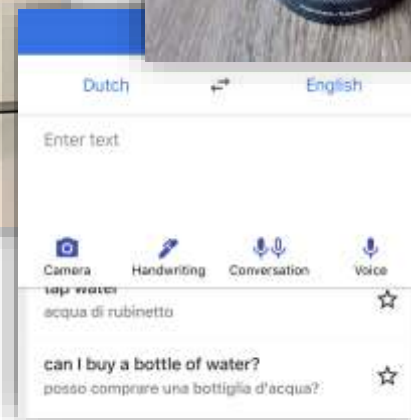 Dutch English
Enter text
Camera Handwriting Conversation Voice
tap water
acqua di rubinetto
can I buy a bottle of water?
posso comprare una bottiglia d'acqua?